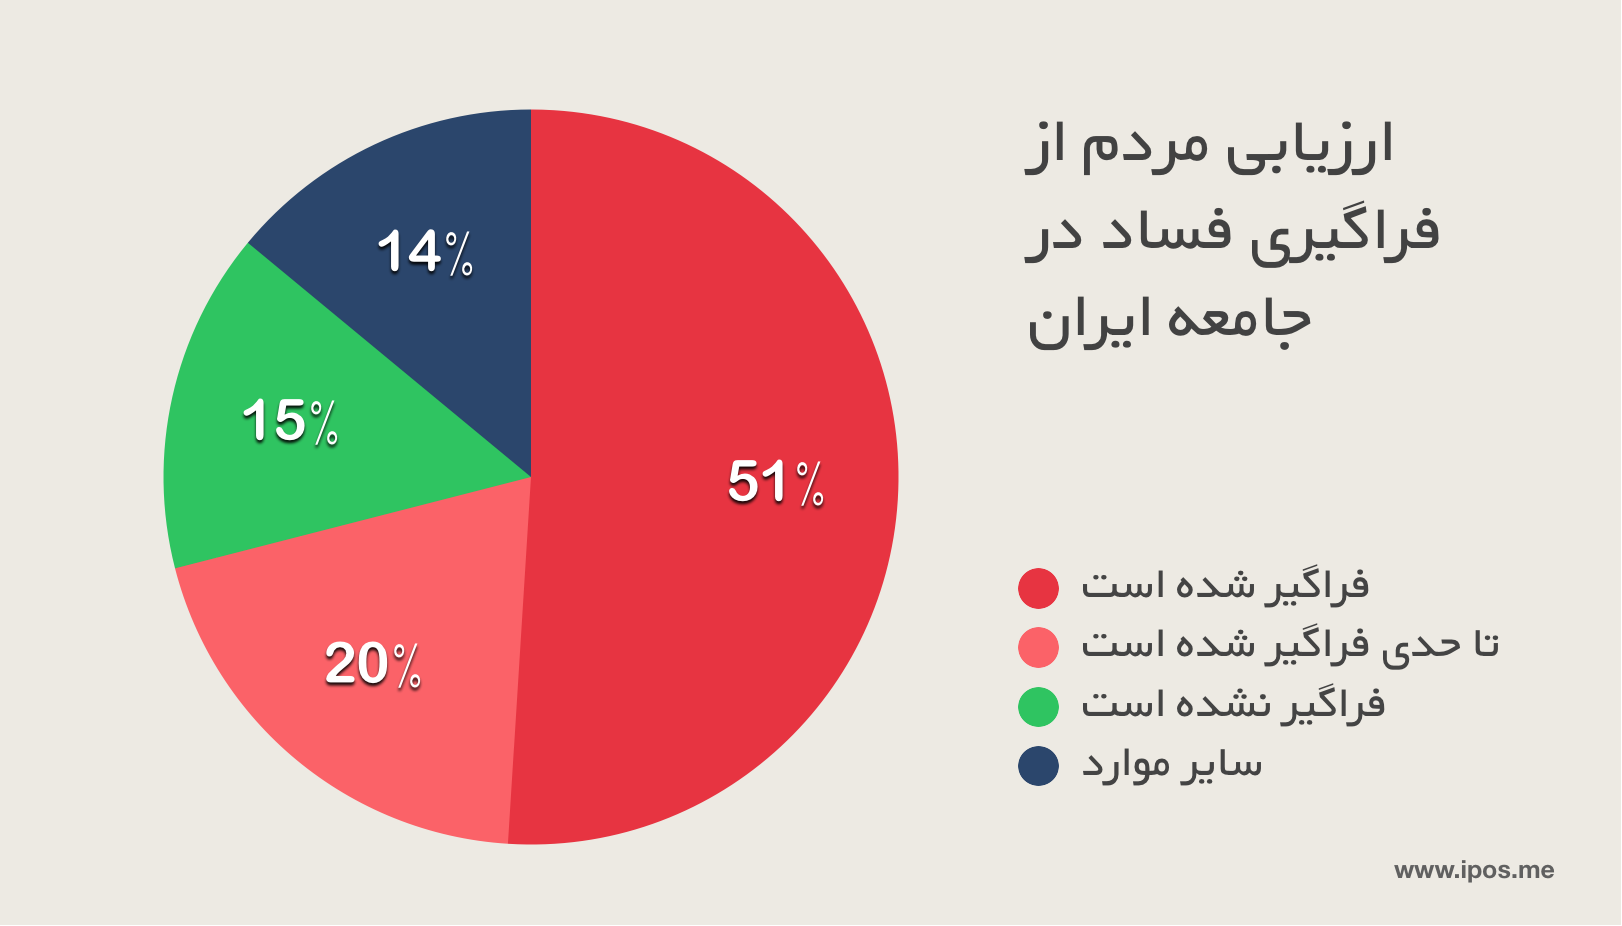 ارزیابی مردم از
فراگیری فساد در
جامعه ایران
14%
15%
51%
20%
فراگیر شده است
تا حدی فراگیر شده است
فراگیر نشده است
سایر موارد
www.ipos.me